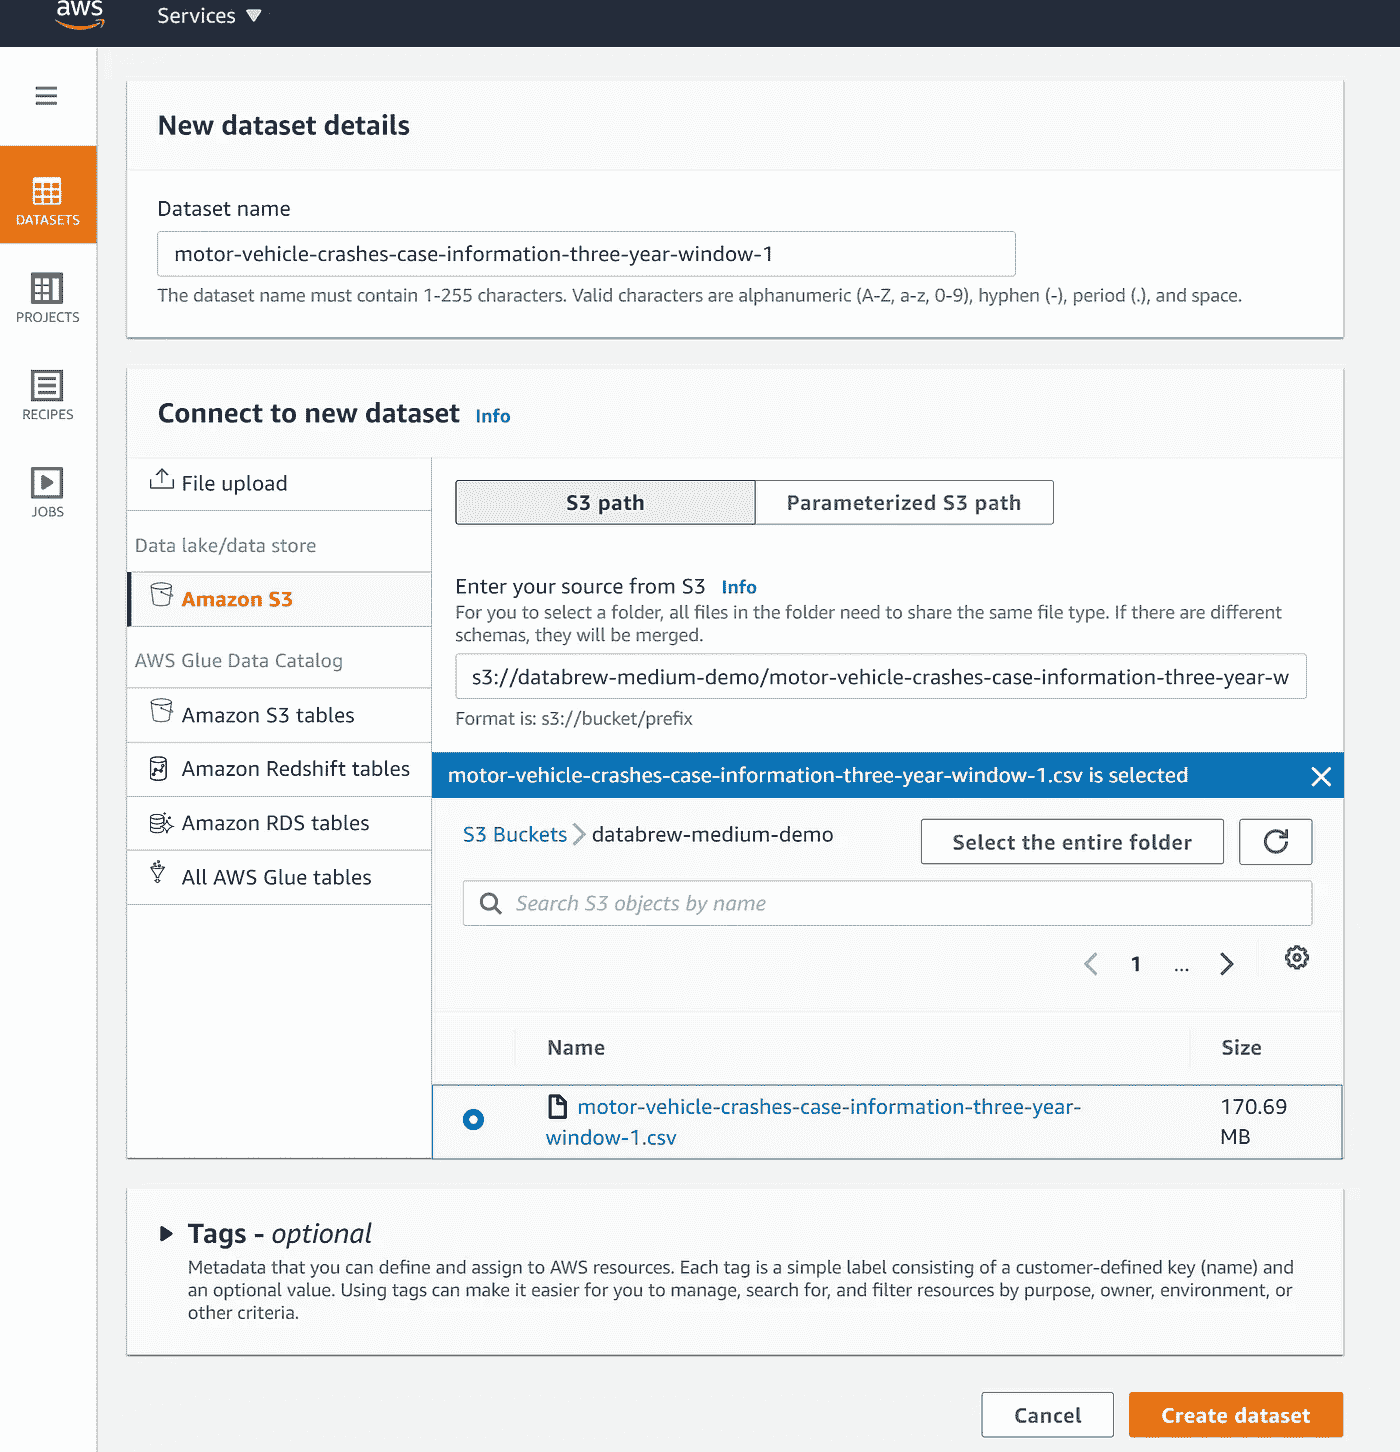 aws
Services
New dataset details
DATASETS
Dataset name
motor-vehicle-crashes-case-information-three-year-window-1
The dataset name must contain 1-255 characters. Valid characters are alphanumeric (A-Z, a-z, 0-9), hyphen (-), period (.), and space.
PROJECTS
RECIPES
JOBS
Connect to new dataset Info
File upload
Data lake/data store
Amazon S3
AWS Glue Data Catalog
Amazon S3 tables
Amazon Redshift tables
Amazon RDS tables
All AWS Glue tables
S3 path
Parameterized S3 path
Enter your source from S3 Info
For you to select a folder, all files in the folder need to share the same file type. If there are different
schemas, they will be merged.
s3://databrew-medium-demo/motor-vehicle-crashes-case-information-three-year-w
Format is: s3://bucket/prefix
motor-vehicle-crashes-case-information-three-year-window-1.csv is selected
S3 Buckets databrew-medium-demo
Select the entire folder
Search S3 objects by name
1 ...
Name Size
motor-vehicle-crashes-case-information-three-year-
window-1.csv
170.69
MB
Tags - optional
Metadata that you can define and assign to AWS resources. Each tag is a simple label consisting of a customer-defined key (name) and
an optional value. Using tags can make it easier for you to manage, search for, and filter resources by purpose, owner, environment, or
other criteria.
Cancel
Create dataset